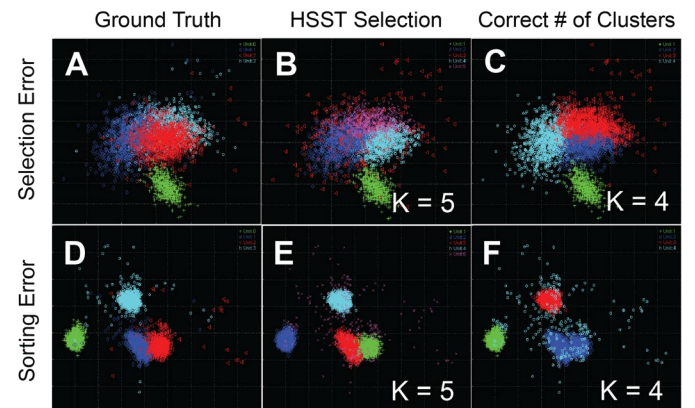 Ground Truth
HSST Selection
Correct # of Clusters
Selection Error
A
B
C
K = 5
K = 4
Sorting Error
D
E
F
K = 5
K = 4